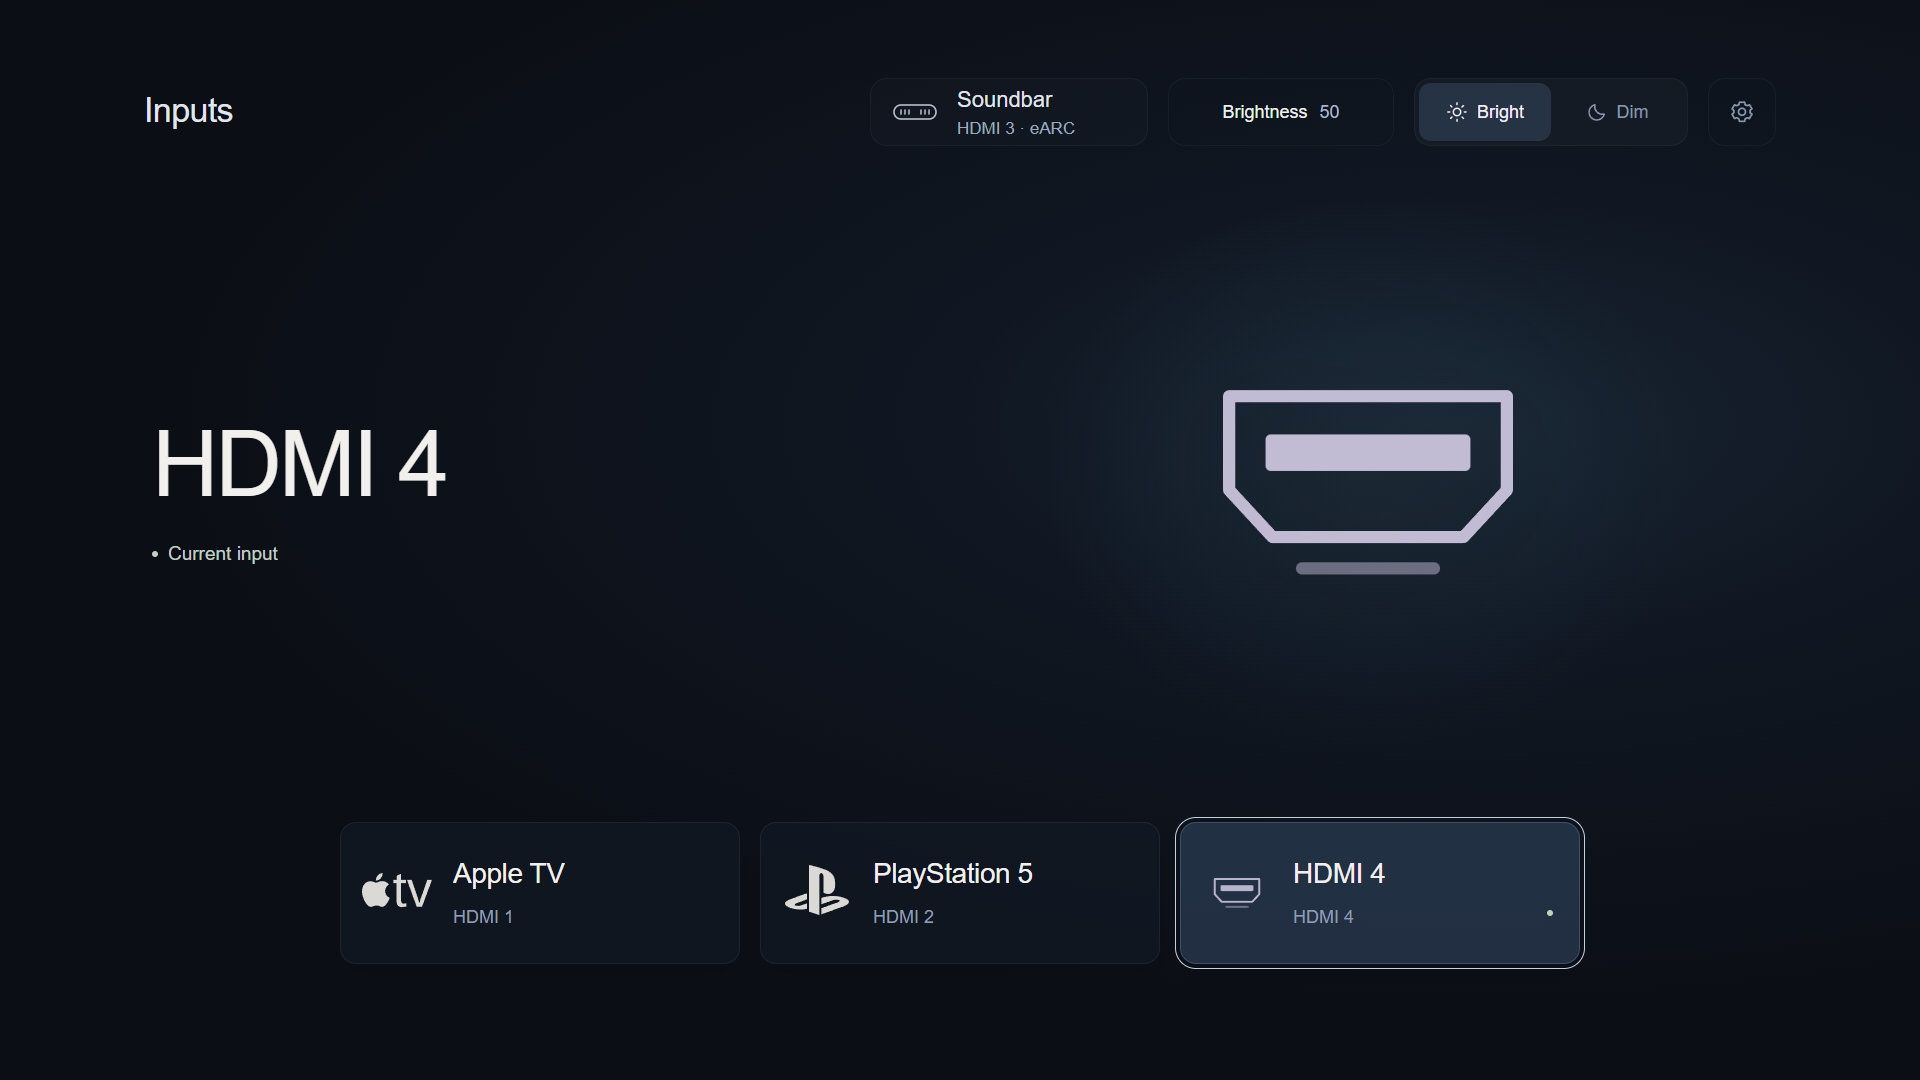 Inputs
Soundbar
HDMI 3 · eARC
Brightness 50
Bright
Dim
HDMI 4
• Current input
tv
Apple TV
HDMI 1
PlayStation 5
HDMI 2
HDMI 4
HDMI 4